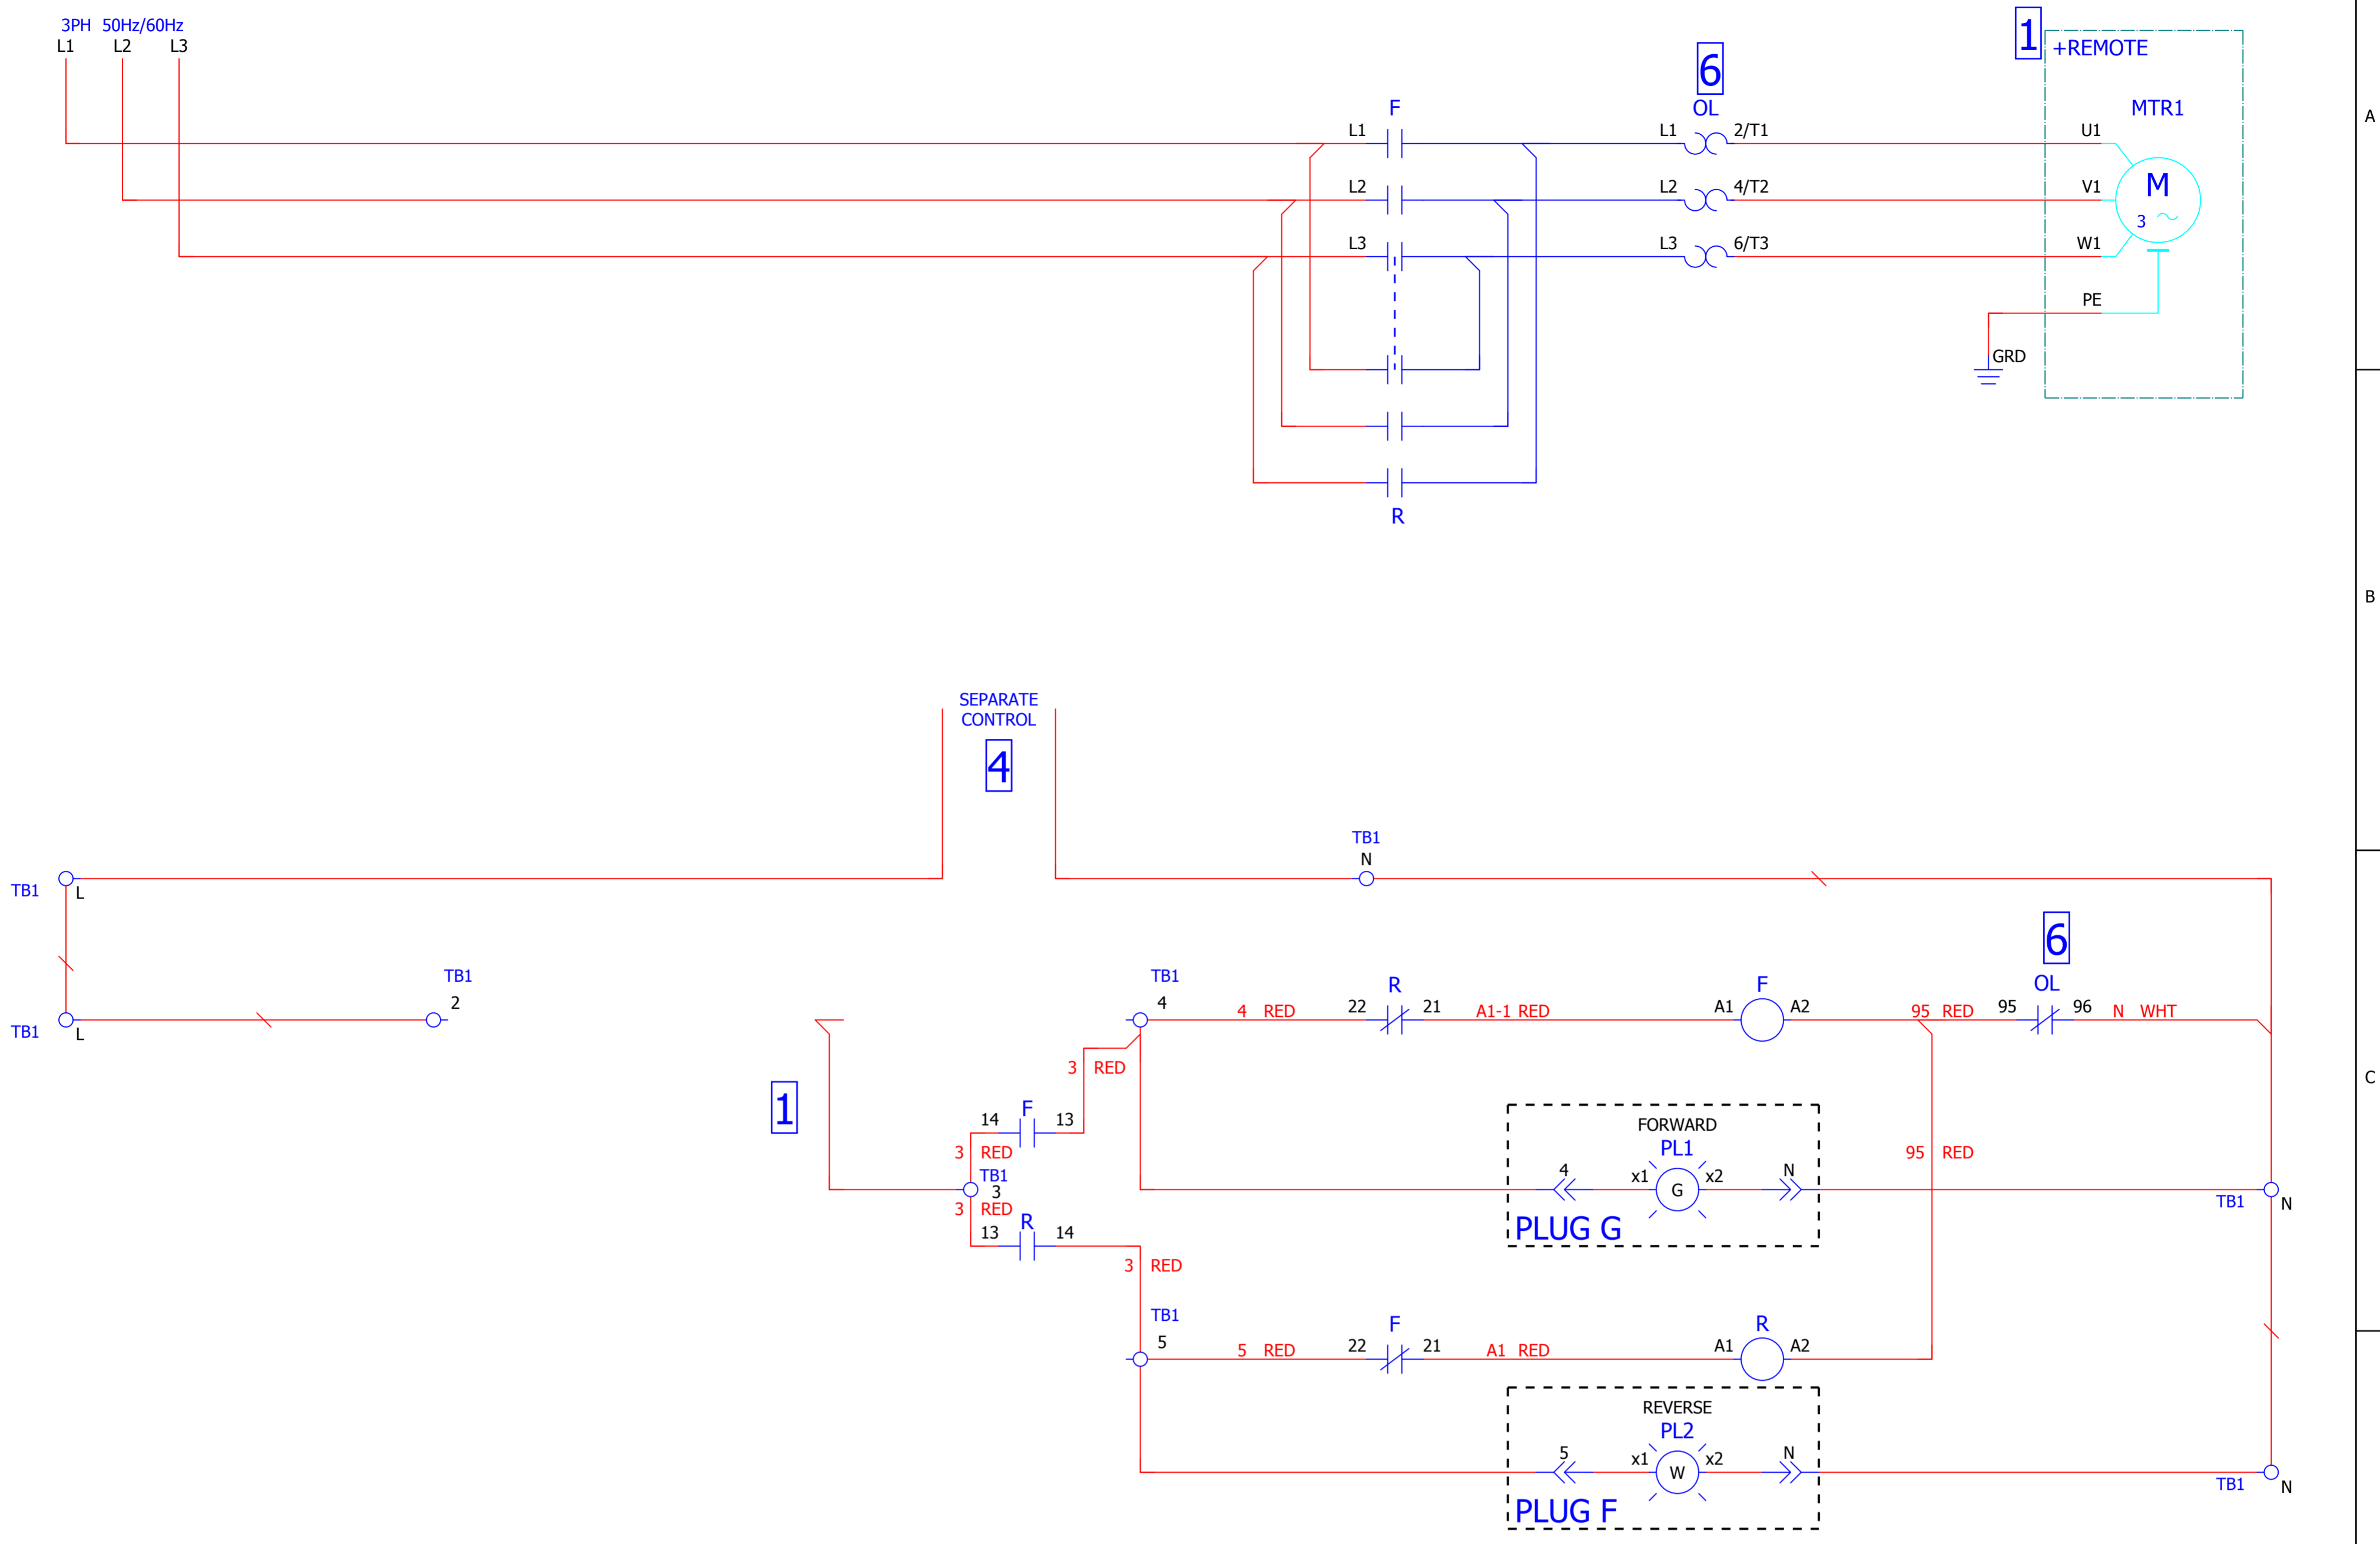 3PH 50Hz/60Hz
L1 L2 L3
1
+REMOTE
6
F OL MTR1
L1 L1 2/T1 U1
L2 L2 4/T2 V1
M
3
L3 L3 6/T3 W1
PE
GRD
R
A
B
C
SEPARATE
CONTROL
4
TB1
N
TB1 L
6
TB1
2
TB1 L
TB1
4
4 RED
R
22 21
A1-1 RED
F
A1 A2
95 RED
OL
95 96
N WHT
3 RED
1
F
14 13
3 RED
TB1
3
3 RED
R
13 14
3 RED
FORWARD
PL1
4 x1 G x2 N
PLUG G
95 RED
TB1 N
TB1
5
5 RED
F
22 21
A1 RED
R
A1 A2
REVERSE
PL2
5 x1 W x2 N
PLUG F
TB1 N